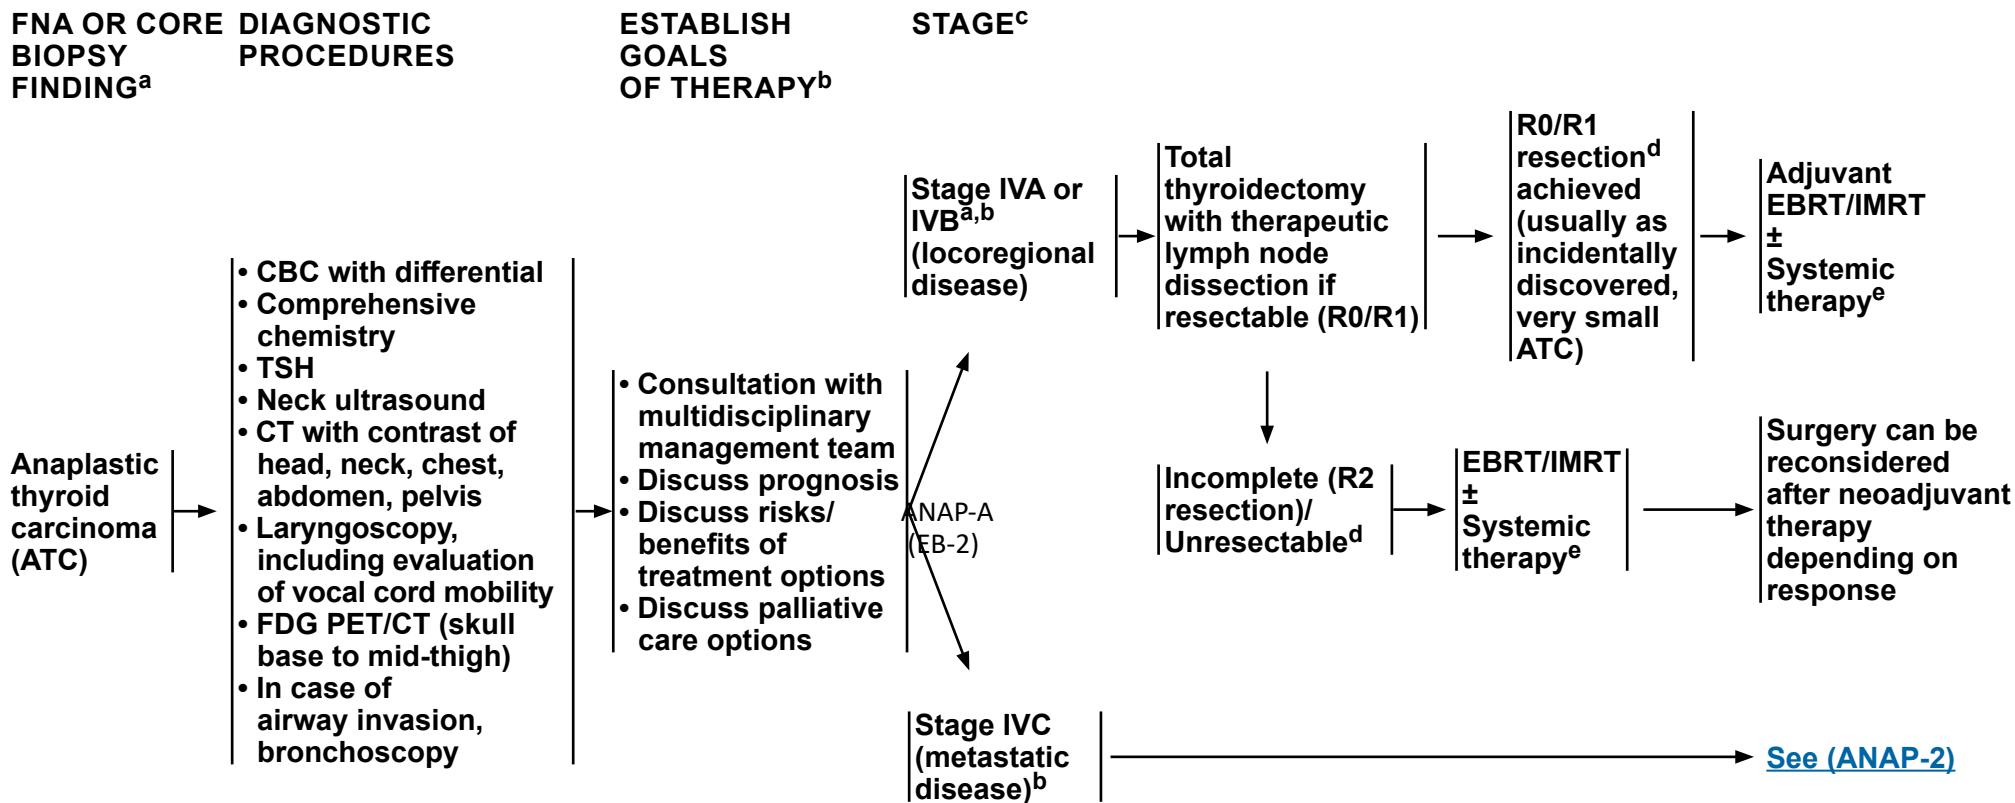 FNA OR CORE
BIOPSY
FINDINGa
DIAGNOSTIC
PROCEDURES
ESTABLISH
GOALS
OF THERAPYb
STAGEc
Anaplastic
thyroid
carcinoma
(ATC)
• CBC with differential
• Comprehensive
chemistry
• TSH
• Neck ultrasound
• CT with contrast of
head, neck, chest,
abdomen, pelvis
• Laryngoscopy,
including evaluation
of vocal cord mobility
• FDG PET/CT (skull
base to mid-thigh)
• In case of
airway invasion,
bronchoscopy
• Consultation with
multidisciplinary
management team
• Discuss prognosis
• Discuss risks/
benefits of
treatment options
• Discuss palliative
care options
ANAP-A
(EB-2)
Stage IVA or
IVBa,b
(locoregional
disease)
Total
thyroidectomy
with therapeutic
lymph node
dissection if
resectable (R0/R1)
R0/R1
resectiond
achieved
(usually as
incidentally
discovered,
very small
ATC)
Adjuvant
EBRT/IMRT
±
Systemic
therapye
Incomplete (R2
resection)/
Unresectabled
EBRT/IMRT
±
Systemic
therapye
Surgery can be
reconsidered
after neoadjuvant
therapy
depending on
response
Stage IVC
(metastatic
disease)b
See (ANAP-2)